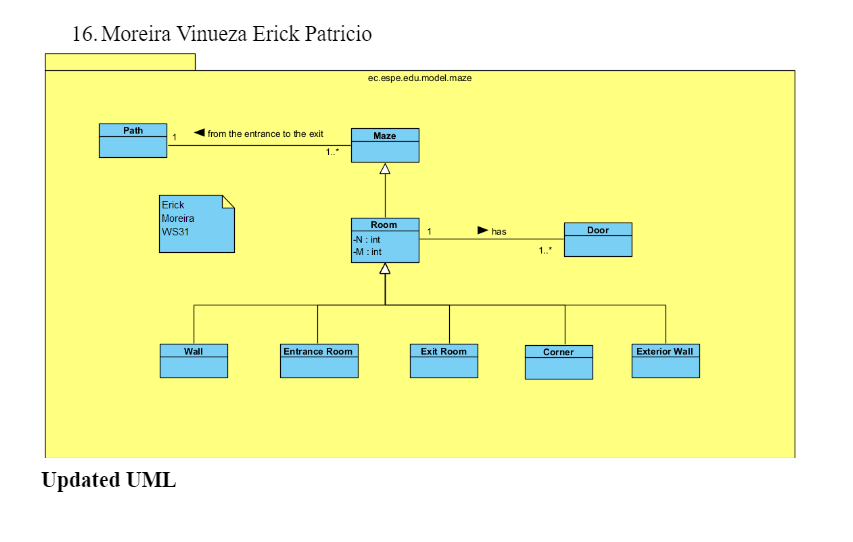 16. Moreira Vinueza Erick Patricio
ec.espe.edu.model.maze
Path
1
from the entrance to the exit
1..*
Maze
Erick
Moreira
WS31
Room
-N : int
-M : int
1
has
1..*
Door
Wall
Entrance Room
Exit Room
Corner
Exterior Wall
Updated UML